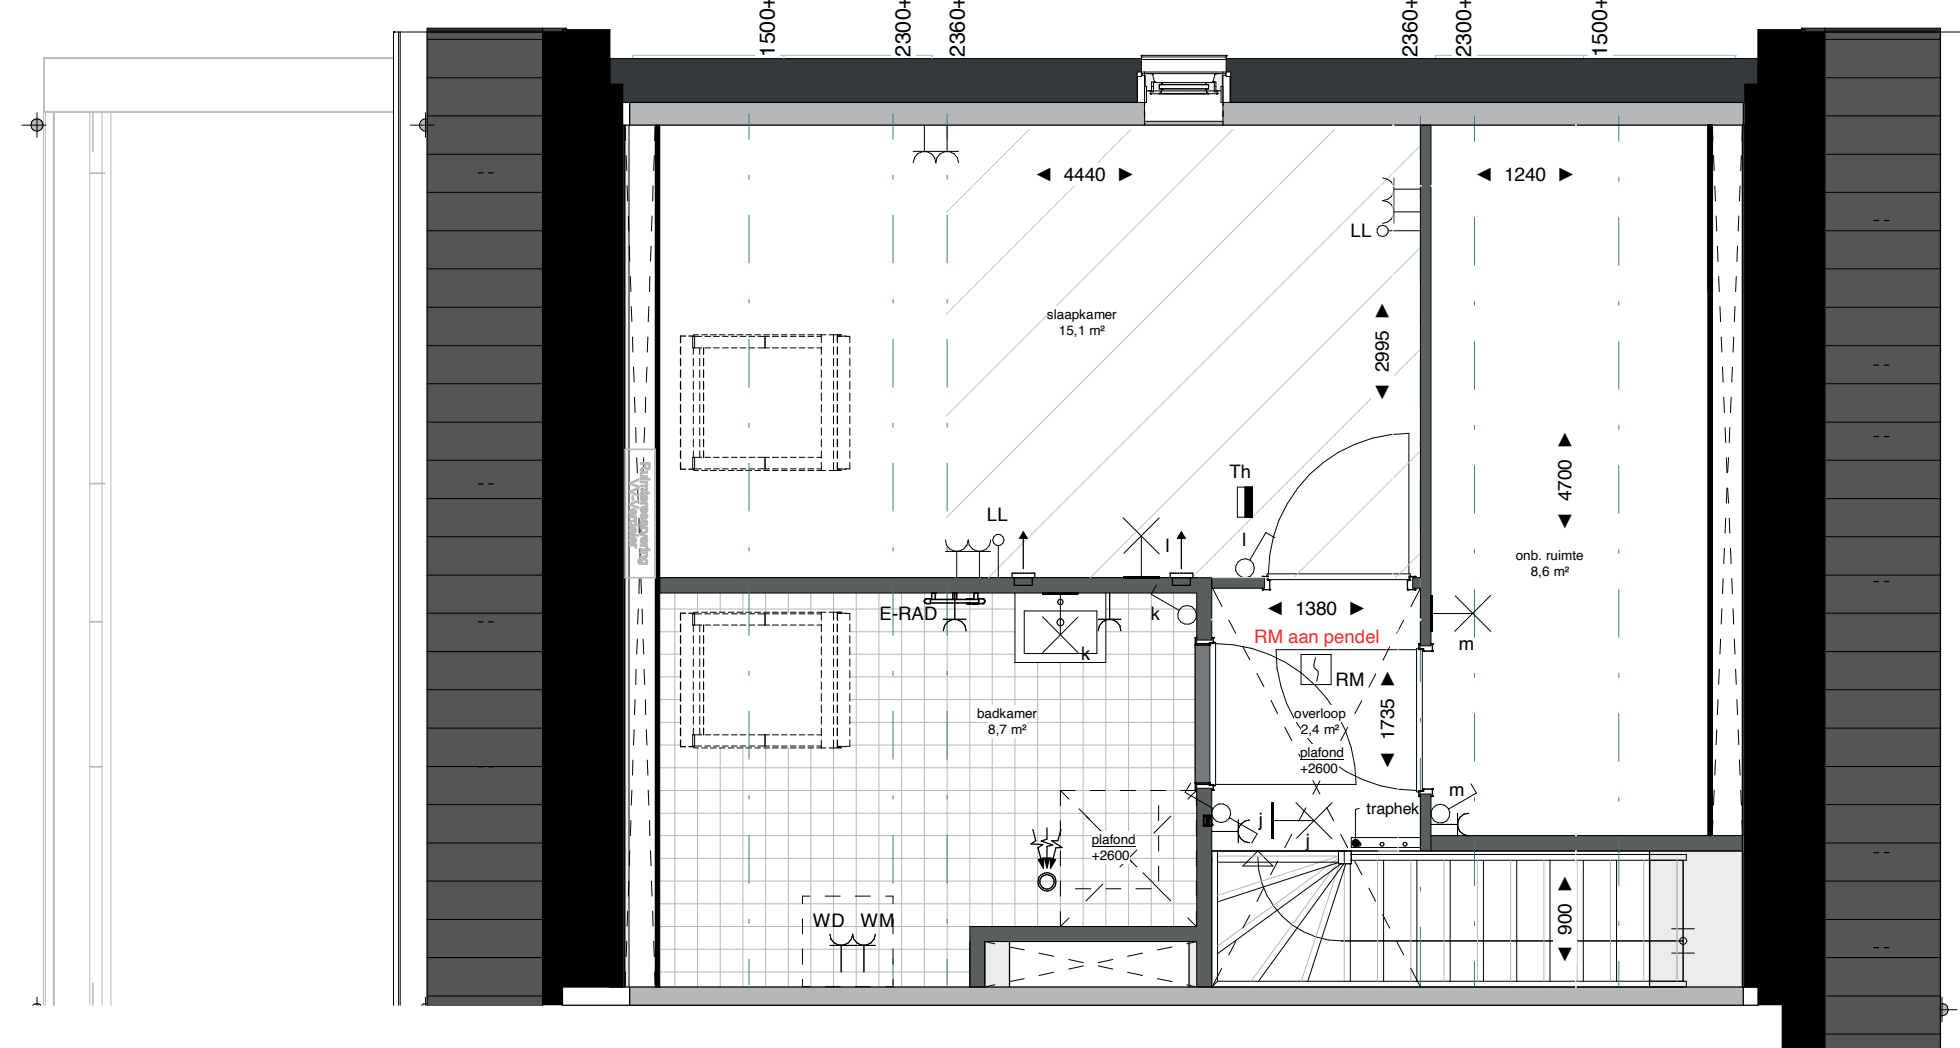 1500+
2300+
2360+
2360+
2300+
1500+
4440
1240
LL
slaapkamer
15,1 m²
2995
Th
4700
LL
l
l
onb. ruimte
8,6 m²
E-RAD
k
k
1380
RM aan pendel
m
RM
badkamer
8,7 m²
overloop
2,4 m²
1735
plafond
+2600
m
traphek
j
j
plafond
+2600
WD WM
900